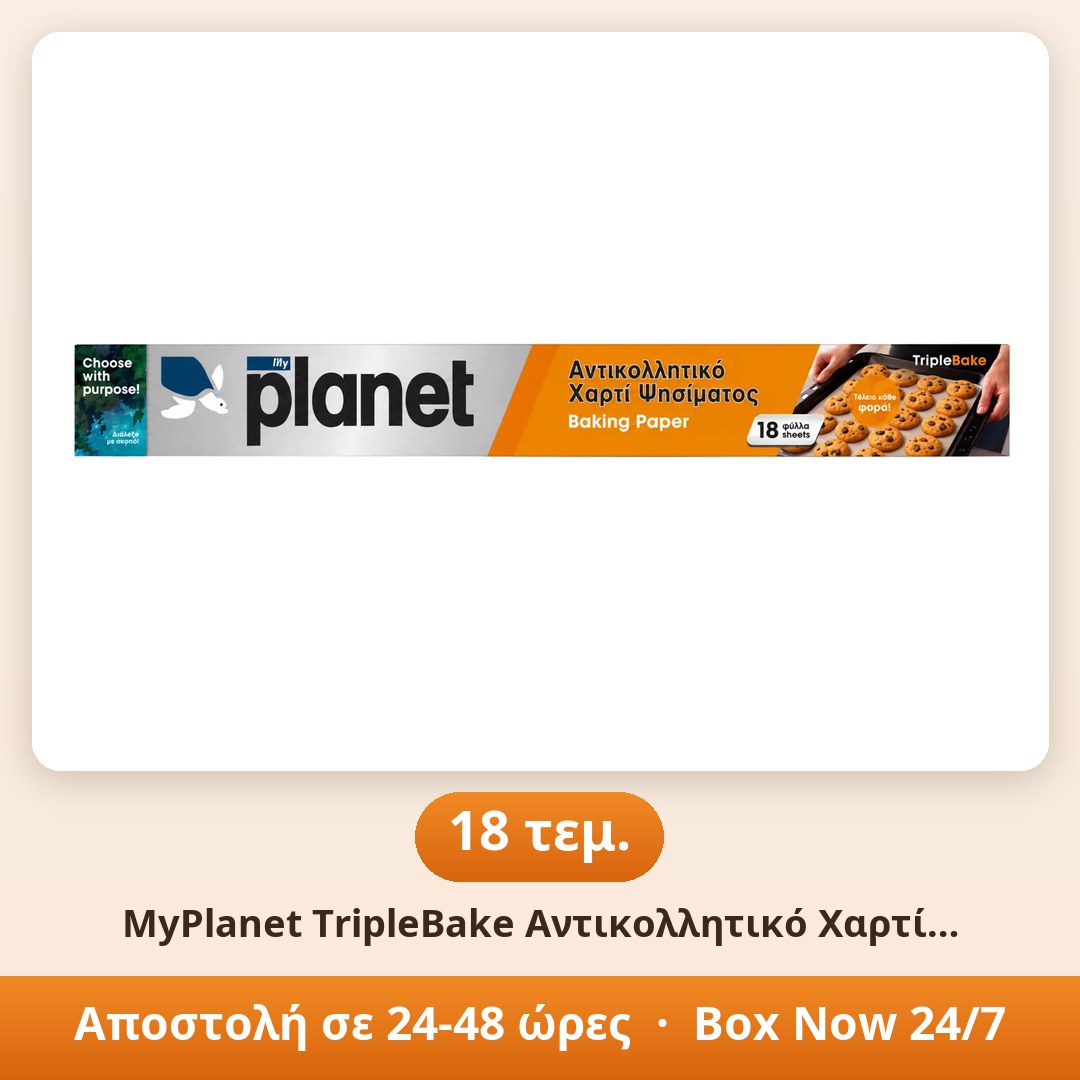 Choose
with
purpose!
Διάλεξε
με σκοπό!
My
planet
Αντικολλητικό
Χαρτί Ψησίματος
Baking Paper
18 φύλλα
sheets
TripleBake
Τέλειο κάθε
φορά!
18 τεμ.
MyPlanet TripleBake Αντικολλητικό Χαρτί...
Αποστολή σε 24-48 ώρες · Box Now 24/7